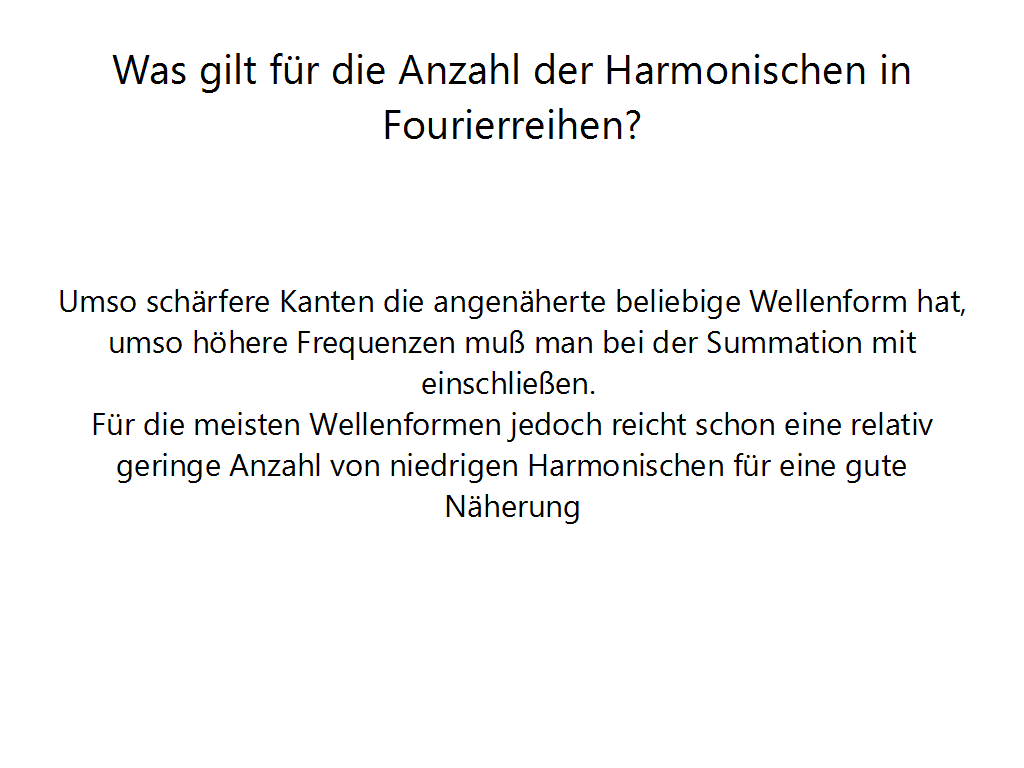 Was gilt für die Anzahl der Harmonischen in
Fourierreihen?
Umso schärfere Kanten die angenäherte beliebige Wellenform hat,
umso höhere Frequenzen muß man bei der Summation mit
einschließen.
Für die meisten Wellenformen jedoch reicht schon eine relativ
geringe Anzahl von niedrigen Harmonischen für eine gute
Näherung